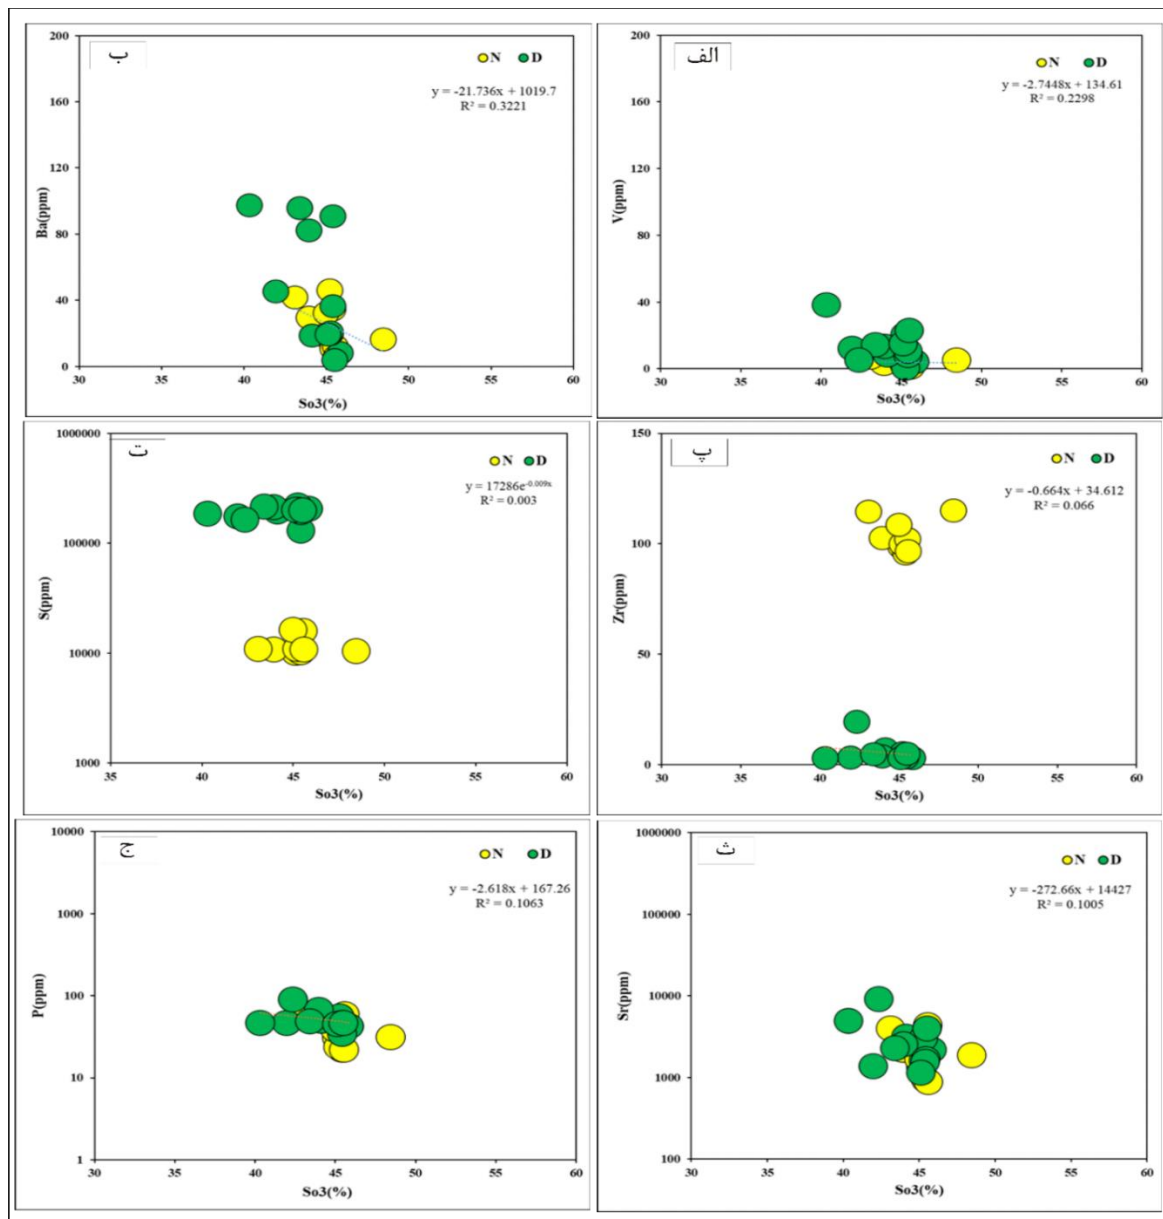 الف
200
160
120
80
40
0
V(ppm)
N D
y = -2.7448x + 134.61
R² = 0.2298
30 35 40 45 50 55 60
So3(%)
ب
200
160
120
80
40
0
Ba(ppm)
N D
y = -21.736x + 1019.7
R² = 0.3221
30 35 40 45 50 55 60
So3(%)
پ
150
100
50
0
Zr(ppm)
N D
y = -0.664x + 34.612
R² = 0.066
30 35 40 45 50 55 60
So3(%)
ت
1000000
100000
10000
1000
S(ppm)
N D
y = 17286e-0.009x
R² = 0.003
35 40 45 50 55 60
So3(%)
ث
1000000
100000
10000
1000
100
Sr(ppm)
N D
y = -272.66x + 14427
R² = 0.1005
30 35 40 45 50 55 60
So3(%)
ج
10000
1000
100
10
1
P(ppm)
N D
y = -2.618x + 167.26
R² = 0.1063
30 35 40 45 50 55 60
So3(%)